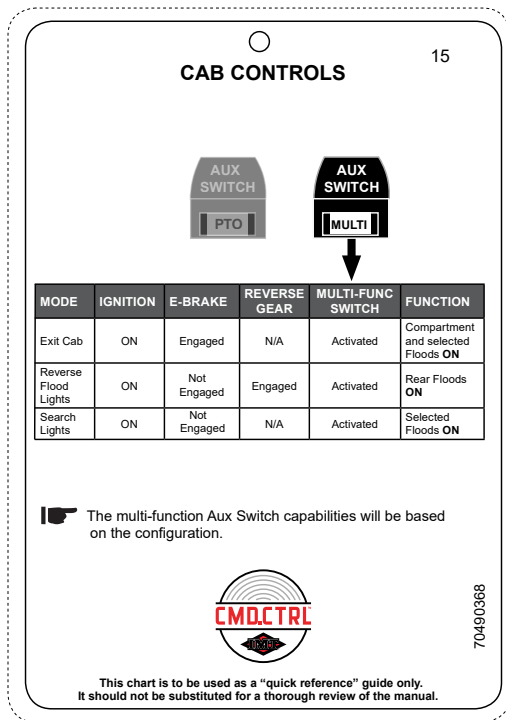 15
CAB CONTROLS
AUX
SWITCH
PTO
AUX
SWITCH
MULTI
MODE IGNITION E-BRAKE REVERSE GEAR MULTI-FUNC SWITCH FUNCTION
Exit Cab ON Engaged N/A Activated Compartment and selected Floods ON
Reverse Flood Lights ON Not Engaged Engaged Activated Rear Floods ON
Search Lights ON Not Engaged N/A Activated Selected Floods ON
The multi-function Aux Switch capabilities will be based
on the configuration.
CMD.CTRL
70490368
This chart is to be used as a “quick reference” guide only.
It should not be substituted for a thorough review of the manual.